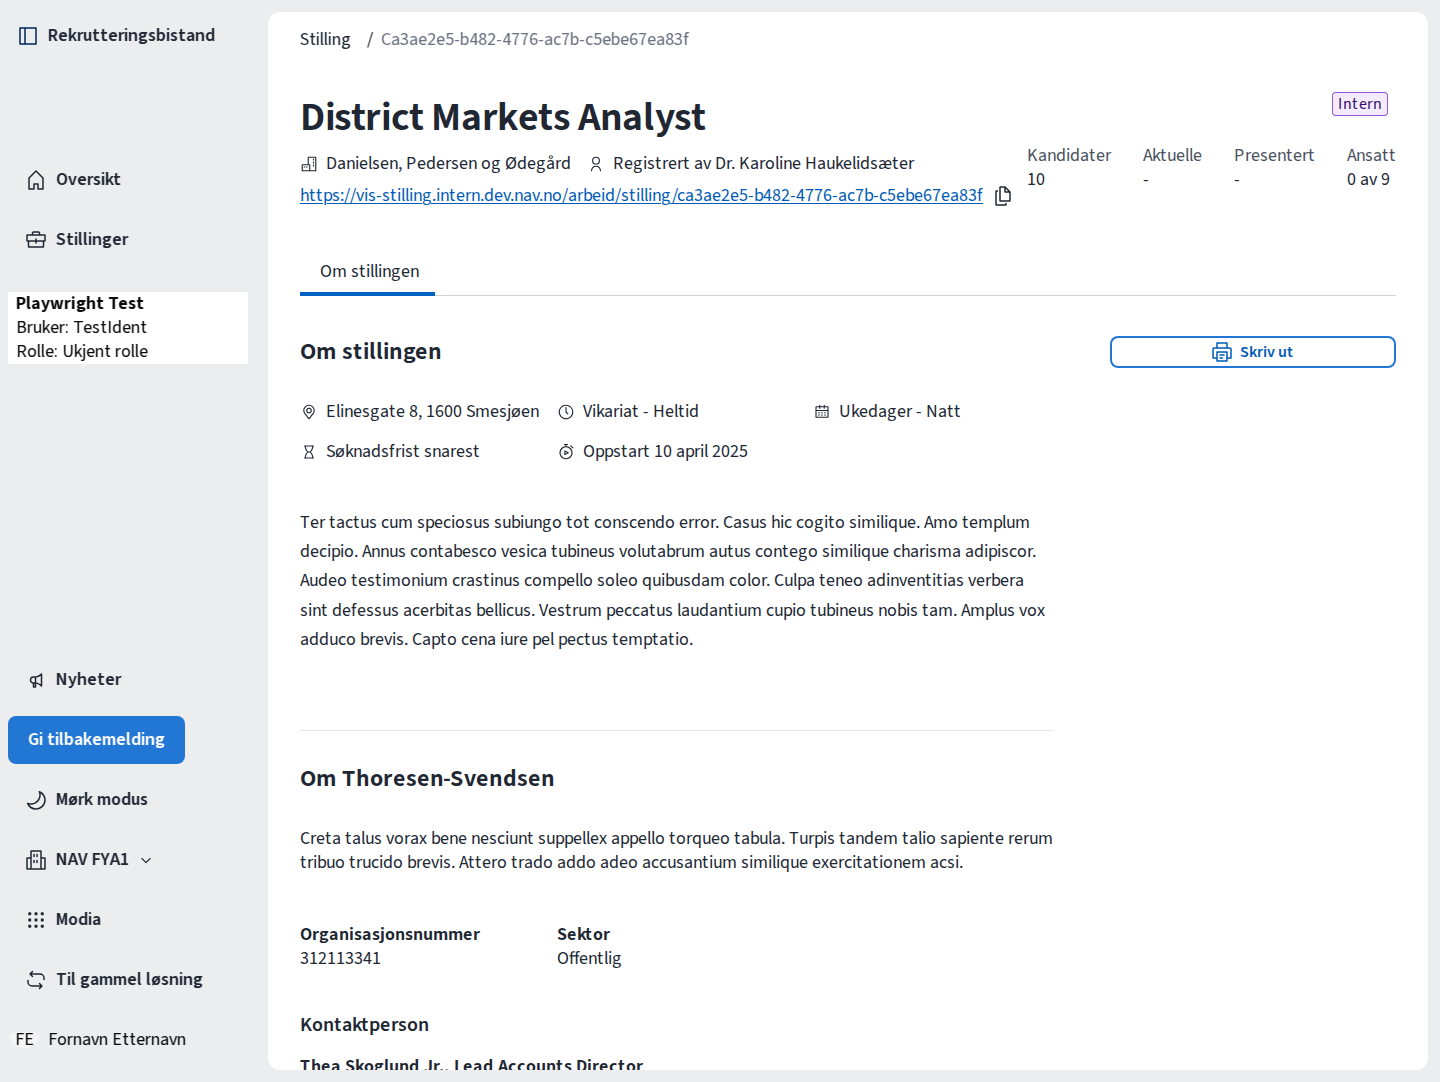 Rekrutteringsbistand
Oversikt
Stillinger
Playwright Test
Bruker: TestIdent
Rolle: Ukjent rolle
Nyheter
Gi tilbakemelding
Mørk modus
NAV FYA1
Modia
Til gammel løsning
FE Fornavn Etternavn
Stilling / Ca3ae2e5-b482-4776-ac7b-c5ebe67ea83f
Intern
District Markets Analyst
Danielsen, Pedersen og Ødegård Registrert av Dr. Karoline Haukelidsæter
https://vis-stilling.intern.dev.nav.no/arbeid/stilling/ca3ae2e5-b482-4776-ac7b-c5ebe67ea83f
Kandidater Aktuelle Presentert Ansatt
10 - - 0 av 9
Om stillingen
Om stillingen
Skriv ut
Elinesgate 8, 1600 Smesjøen Vikariat - Heltid Ukedager - Natt
Søknadsfrist snarest Oppstart 10 april 2025
Ter tactus cum speciosus subiungo tot conscendo error. Casus hic cogito similique. Amo templum
decipio. Annus contabesco vesica tubineus volutabrum autus contego similique charisma adipiscor.
Audeo testimonium crastinus compello soleo quibusdam color. Culpa teneo adinventitias verbera
sint defessus acerbitas bellicus. Vestrum peccatus laudantium cupio tubineus nobis tam. Amplus vox
adduco brevis. Capto cena iure pel pectus temptatio.
Om Thoresen-Svendsen
Creta talus vorax bene nesciunt suppellex appello torqueo tabula. Turpis tandem talio sapiente rerum
tribuo trucido brevis. Attero trado addo adeo accusantium similique exercitationem acsi.
Organisasjonsnummer Sektor
312113341 Offentlig
Kontaktperson
Thea Skoglund Jr., Lead Accounts Director